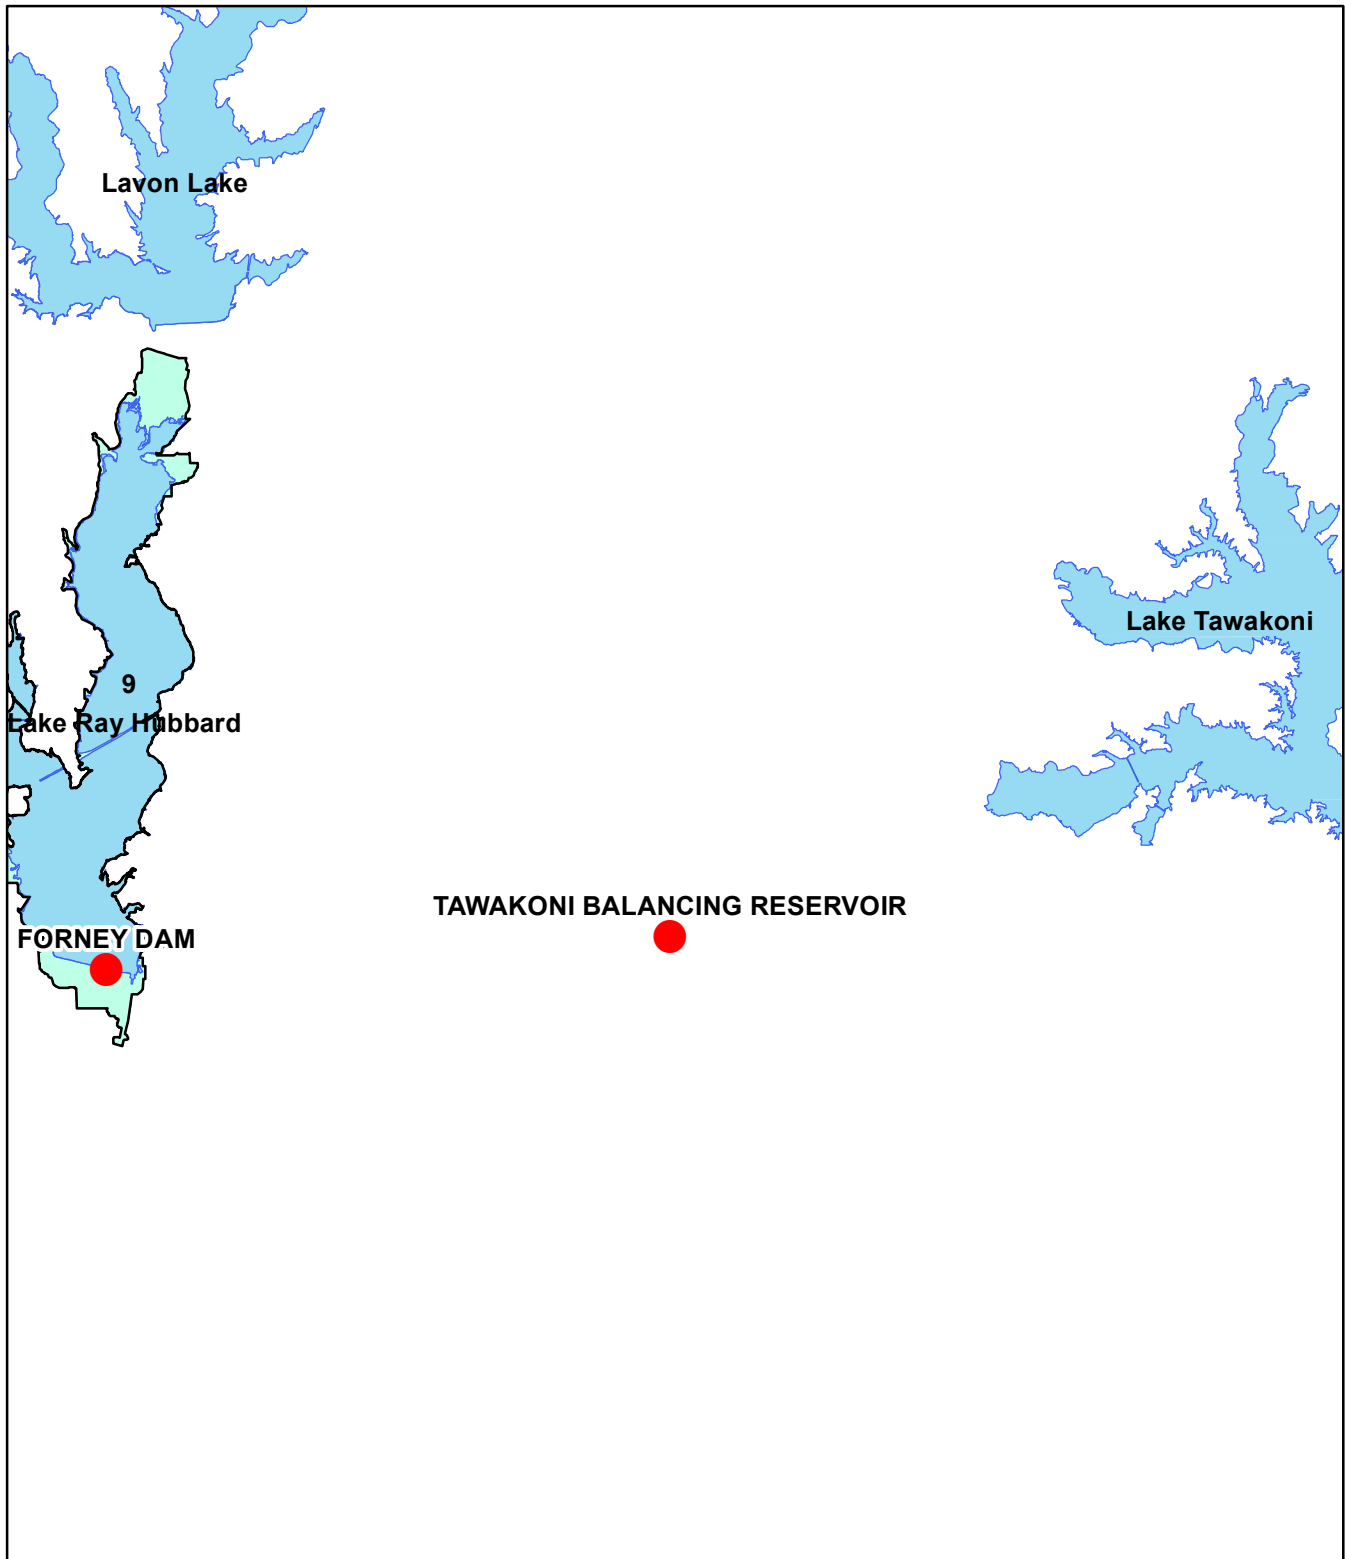 Lavon Lake
Lake Tawakoni
9
Lake Ray Hubbard
TAWAKONI BALANCING RESERVOIR
FORNEY DAM